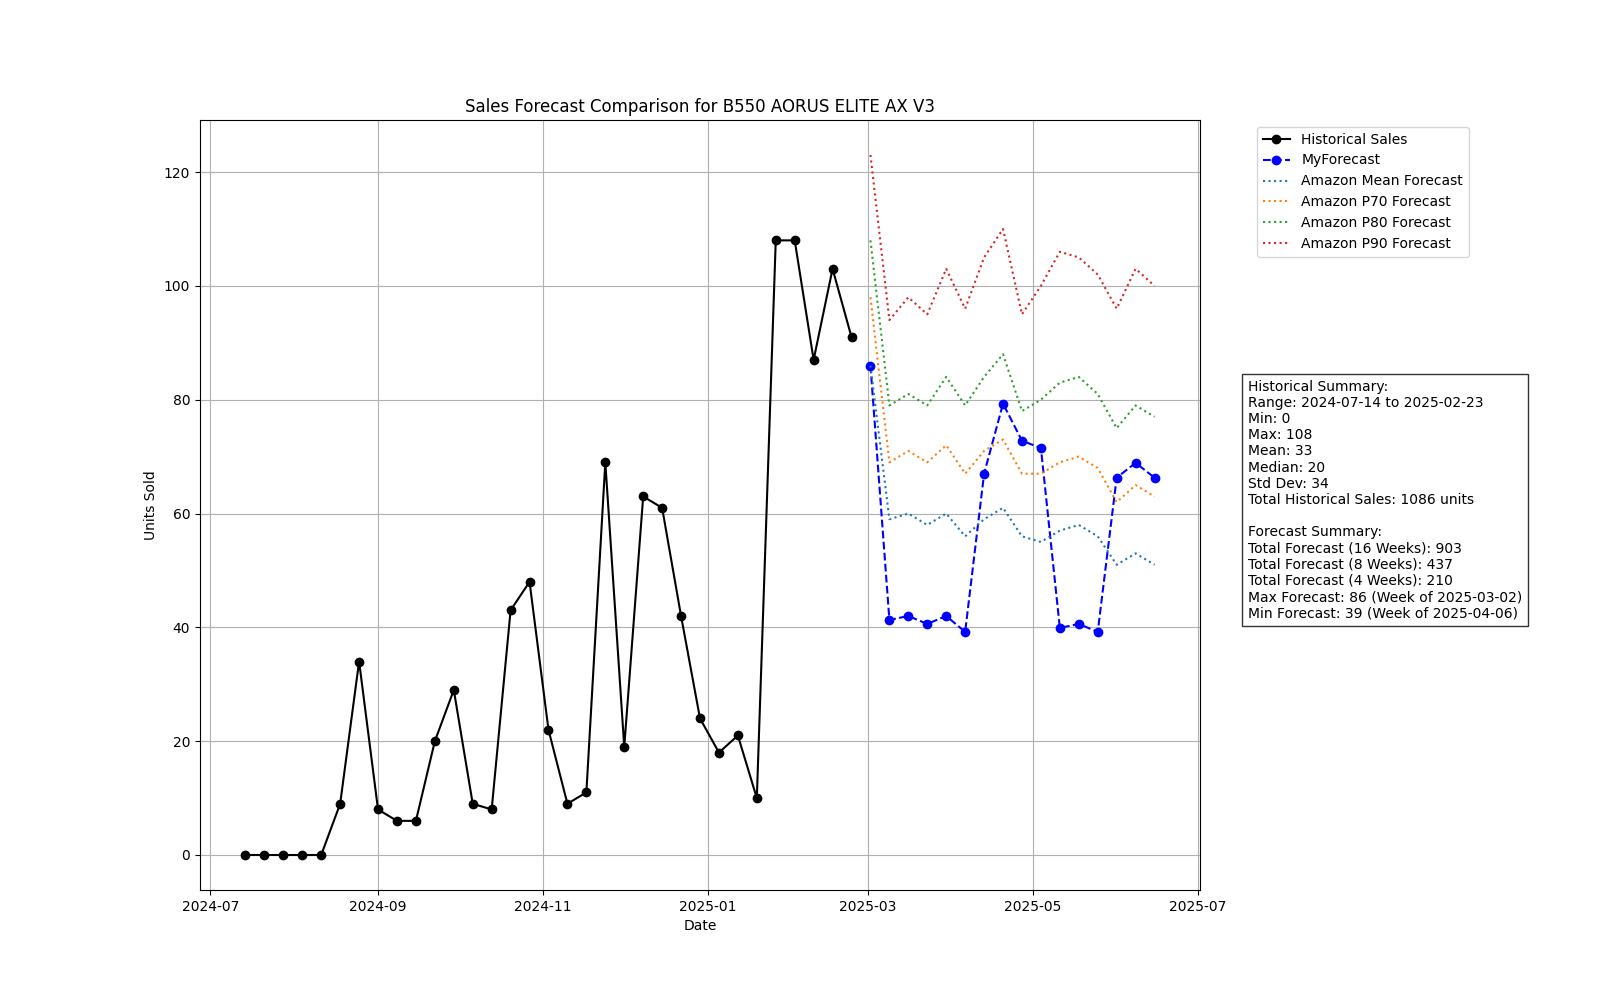 Sales Forecast Comparison for B550 AORUS ELITE AX V3
Units Sold
120
100
80
60
40
20
0
2024-07
2024-09
2024-11
2025-01
2025-03
2025-05
2025-07
Date
Historical Sales
MyForecast
Amazon Mean Forecast
Amazon P70 Forecast
Amazon P80 Forecast
Amazon P90 Forecast
Historical Summary:
Range: 2024-07-14 to 2025-02-23
Min: 0
Max: 108
Mean: 33
Median: 20
Std Dev: 34
Total Historical Sales: 1086 units
Forecast Summary:
Total Forecast (16 Weeks): 903
Total Forecast (8 Weeks): 437
Total Forecast (4 Weeks): 210
Max Forecast: 86 (Week of 2025-03-02)
Min Forecast: 39 (Week of 2025-04-06)